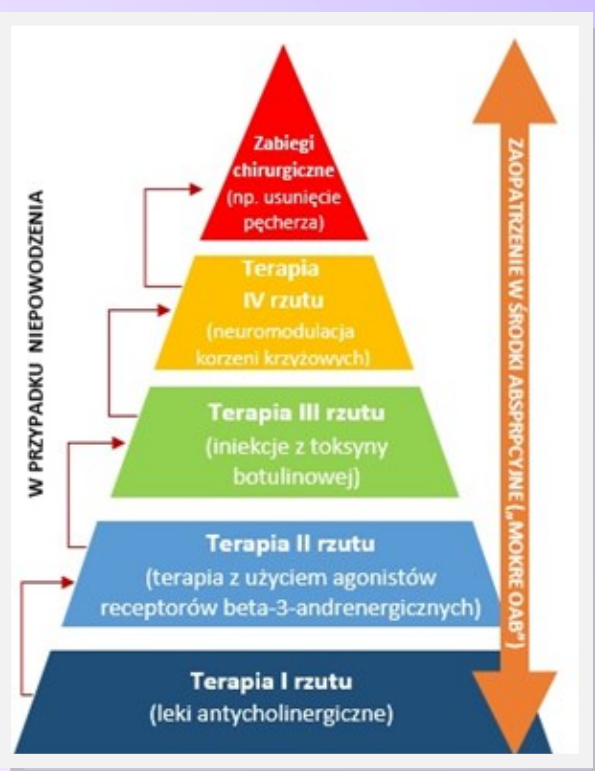 Zabiegi
chirurgiczne
(np. usunięcie
pęcherza)
Terapia
IV rzutu
(neuromodulacja
korzeni krzyżowych)
Terapia III rzutu
(iniekcje z toksyny
botulinowej)
Terapia II rzutu
(terapia z użyciem agonistów
receptorów beta-3-andrenergicznych)
Terapia I rzutu
(leki antycholinergiczne)
W PRZYPADKU NIEPOWODZENIA
ZAOPATRZENIE W ŚRODKI ABSPRPCYJNE („MOKRE OAB”)